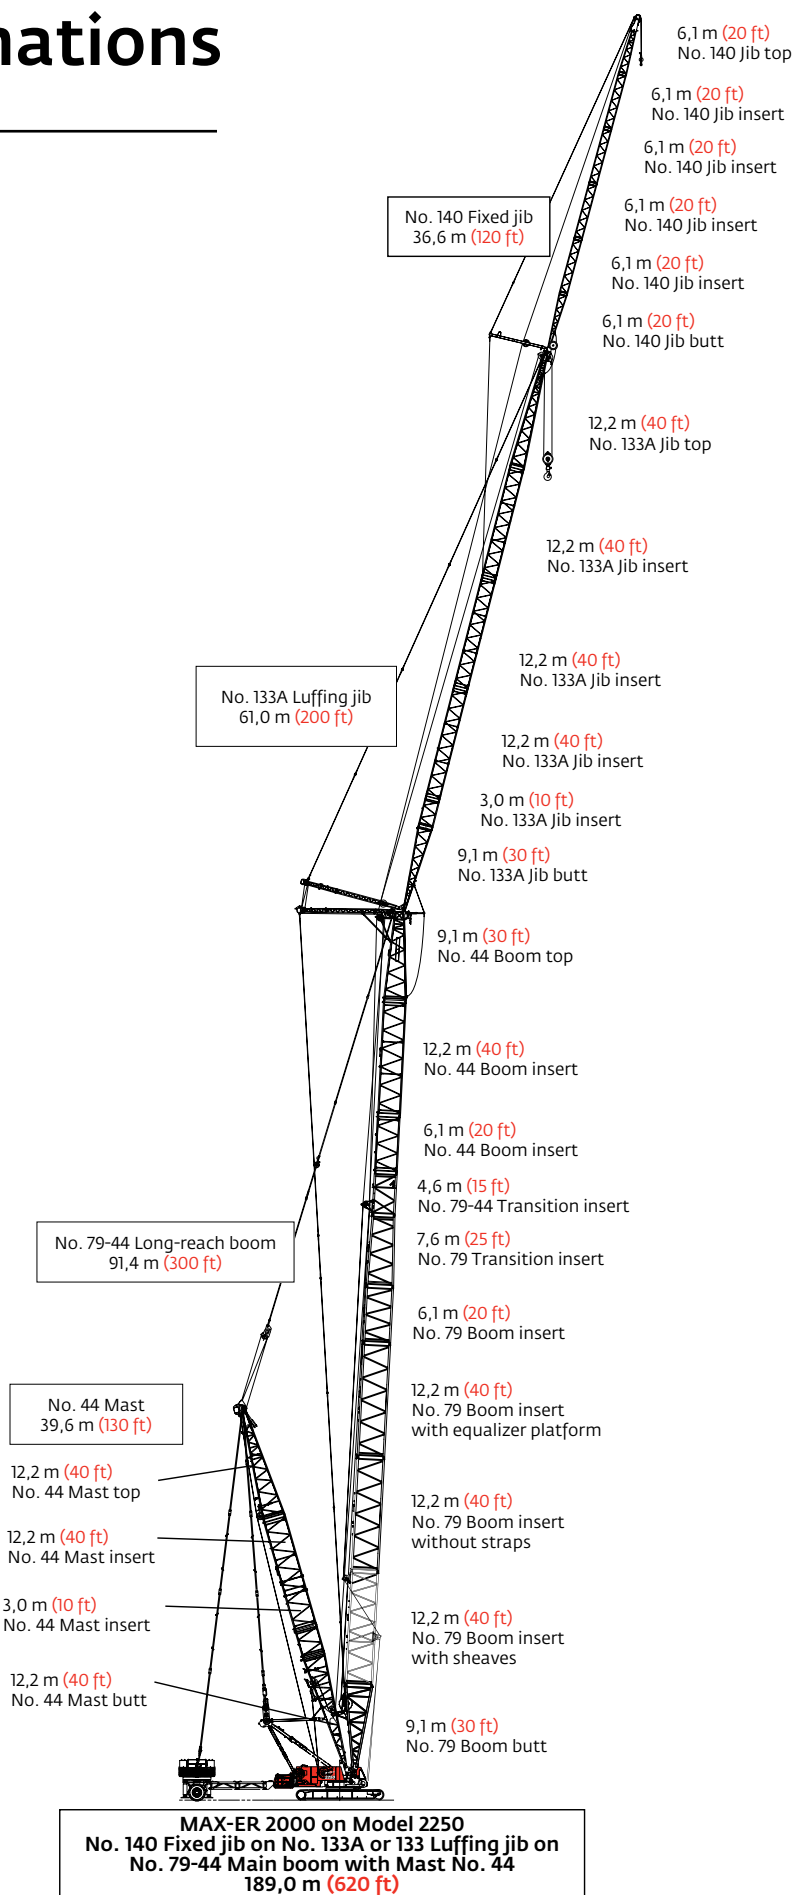 nations
6,1 m (20 ft)
No. 140 Jib top
6,1 m (20 ft)
No. 140 Jib insert
6,1 m (20 ft)
No. 140 Jib insert
No. 140 Fixed jib
36,6 m (120 ft)
6,1 m (20 ft)
No. 140 Jib insert
6,1 m (20 ft)
No. 140 Jib insert
6,1 m (20 ft)
No. 140 Jib butt
12,2 m (40 ft)
No. 133A Jib top
12,2 m (40 ft)
No. 133A Jib insert
12,2 m (40 ft)
No. 133A Jib insert
No. 133A Luffing jib
61,0 m (200 ft)
12,2 m (40 ft)
No. 133A Jib insert
3,0 m (10 ft)
No. 133A Jib insert
9,1 m (30 ft)
No. 133A Jib butt
9,1 m (30 ft)
No. 44 Boom top
12,2 m (40 ft)
No. 44 Boom insert
6,1 m (20 ft)
No. 44 Boom insert
4,6 m (15 ft)
No. 79-44 Transition insert
No. 79-44 Long-reach boom
91,4 m (300 ft)
7,6 m (25 ft)
No. 79 Transition insert
6,1 m (20 ft)
No. 79 Boom insert
No. 44 Mast
39,6 m (130 ft)
12,2 m (40 ft)
No. 79 Boom insert
with equalizer platform
12,2 m (40 ft)
No. 44 Mast top
12,2 m (40 ft)
No. 79 Boom insert
without straps
12,2 m (40 ft)
No. 44 Mast insert
3,0 m (10 ft)
No. 44 Mast insert
12,2 m (40 ft)
No. 79 Boom insert
with sheaves
12,2 m (40 ft)
No. 44 Mast butt
9,1 m (30 ft)
No. 79 Boom butt
MAX-ER 2000 on Model 2250
No. 140 Fixed jib on No. 133A or 133 Luffing jib on
No. 79-44 Main boom with Mast No. 44
189,0 m (620 ft)